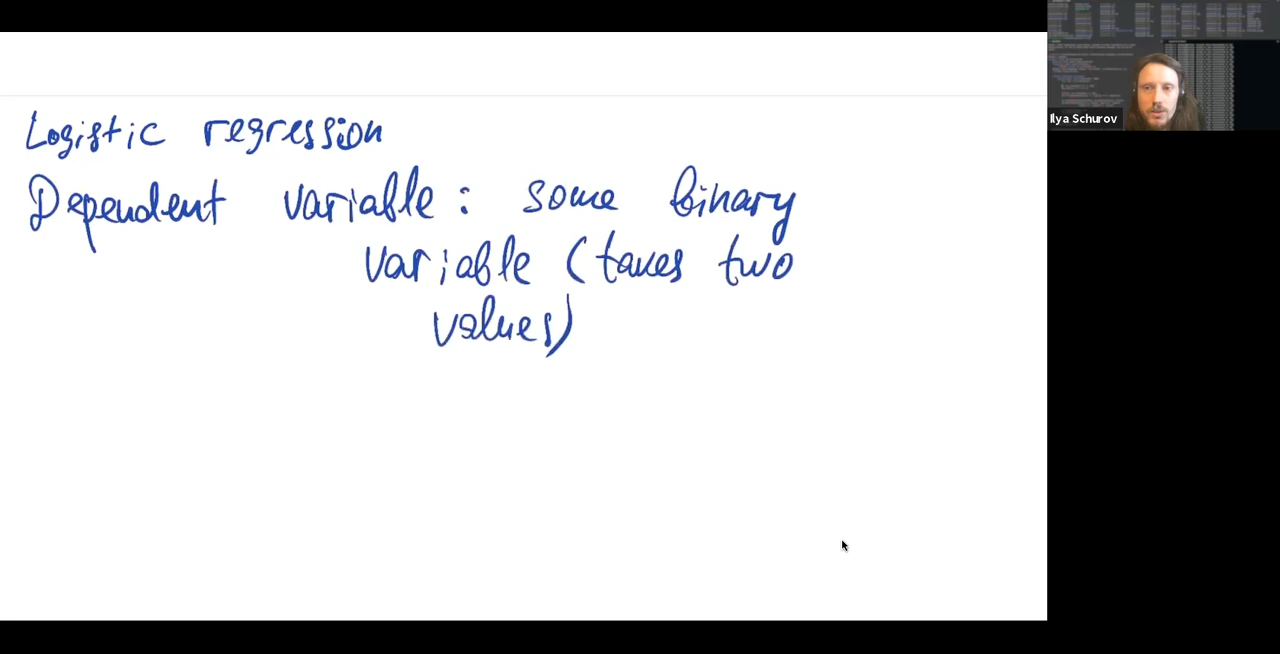 Logistic regression
Dependent variable: some binary
variable (takes two
values)
Ilya Schurov